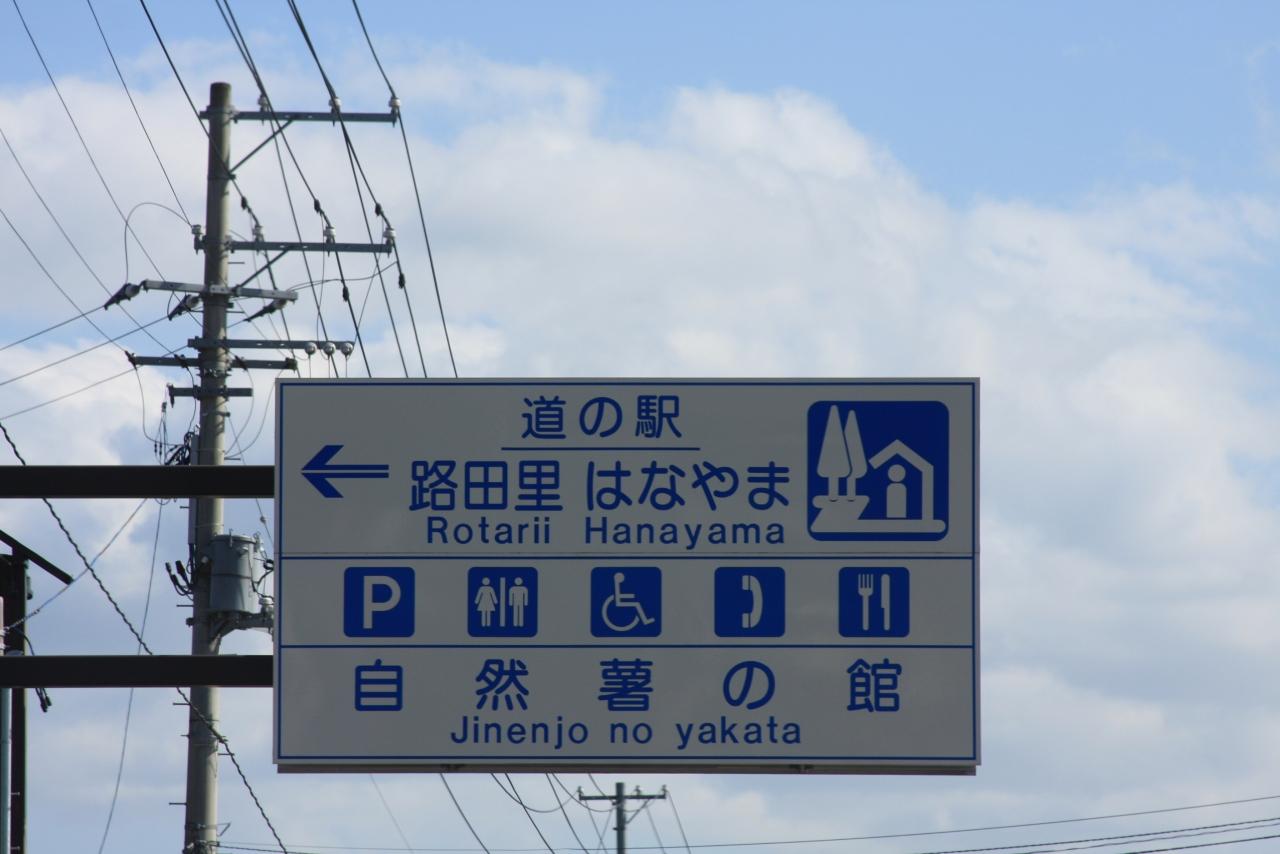 道の駅
路田里 はなやま
Rotarii Hanayama
P
自然薯の館
Jinenjo no yakata